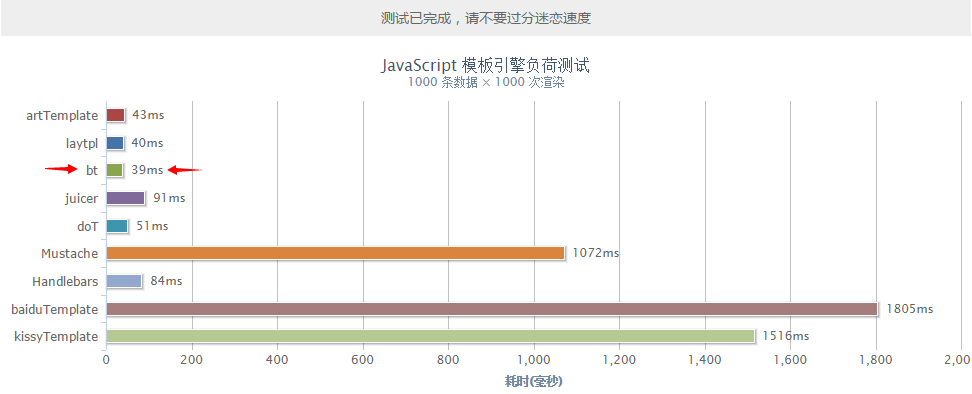 测试已完成，请不要过分迷恋速度
JavaScript 模板引擎负荷测试
1000 条数据 × 1000 次渲染
artTemplate 43ms
laytpl 40ms
bt 39ms
juicer 91ms
doT 51ms
Mustache 1072ms
Handlebars 84ms
baiduTemplate 1805ms
kissyTemplate 1516ms
0 200 400 600 800 1,000 1,200 1,400 1,600 1,800 2,00
耗时(毫秒)